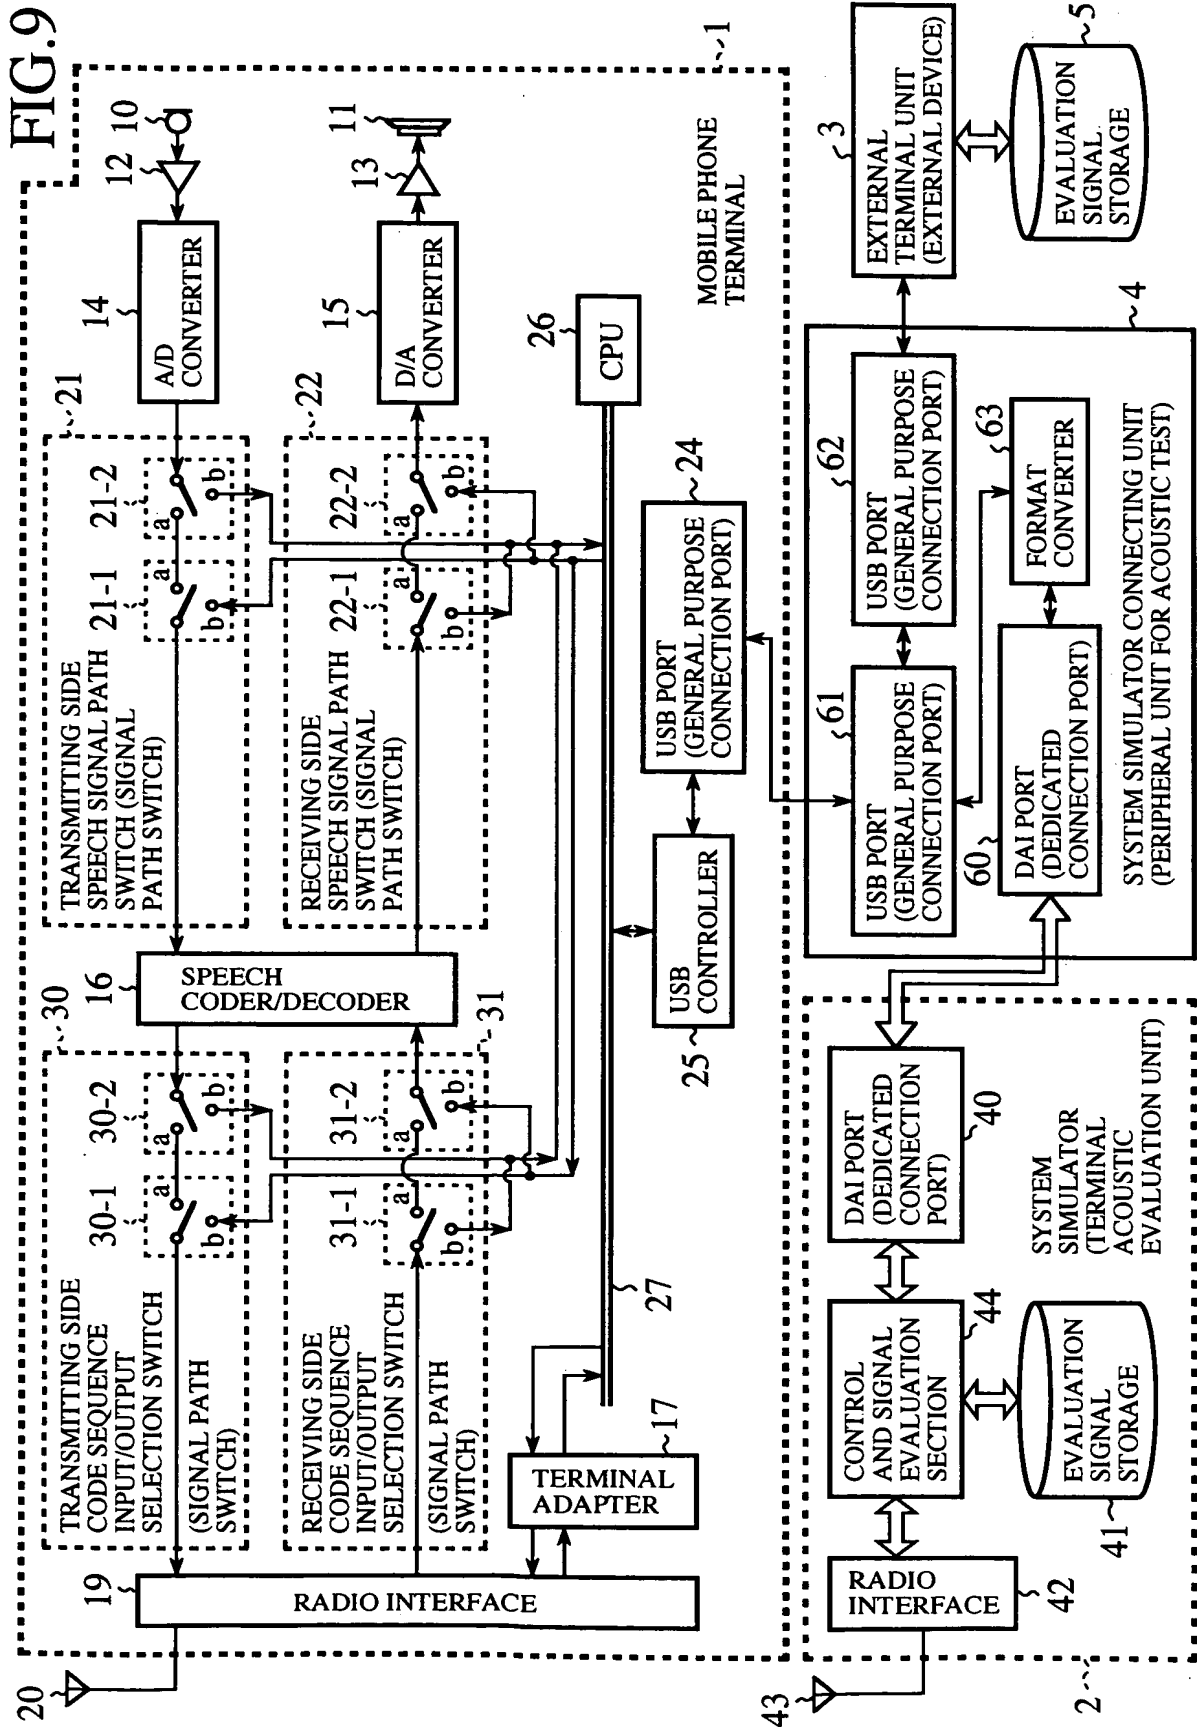 FIG.9
20
19
RADIO INTERFACE
TRANSMITTING SIDE
CODE SEQUENCE
INPUT/OUTPUT
SELECTION SWITCH
(SIGNAL PATH
SWITCH)
30
30-1
a
b
30-2
a
b
16
SPEECH
CODER/DECODER
TRANSMITTING SIDE
SPEECH SIGNAL PATH
SWITCH (SIGNAL
PATH SWITCH)
21
21-1
a
b
21-2
a
b
14
A/D
CONVERTER
12
10
RECEIVING SIDE
CODE SEQUENCE
INPUT/OUTPUT
SELECTION SWITCH
(SIGNAL PATH
SWITCH)
31
31-1
a
b
31-2
a
b
RECEIVING SIDE
SPEECH SIGNAL PATH
SWITCH (SIGNAL
PATH SWITCH)
22
22-1
a
b
22-2
a
b
15
D/A
CONVERTER
13
11
17
TERMINAL
ADAPTER
27
26
CPU
25
USB
CONTROLLER
24
USB PORT
(GENERAL PURPOSE
CONNECTION PORT)
MOBILE PHONE
TERMINAL
1
43
42
RADIO
INTERFACE
44
CONTROL
AND SIGNAL
EVALUATION
SECTION
41
EVALUATION
SIGNAL
STORAGE
40
DAI PORT
(DEDICATED
CONNECTION
PORT)
SYSTEM
SIMULATOR
(TERMINAL
ACOUSTIC
EVALUATION UNIT)
2
61
USB PORT
(GENERAL PURPOSE
CONNECTION PORT)
62
USB PORT
(GENERAL PURPOSE
CONNECTION PORT)
60
DAI PORT
(DEDICATED
CONNECTION PORT)
63
FORMAT
CONVERTER
SYSTEM SIMULATOR CONNECTING UNIT
(PERIPHERAL UNIT FOR ACOUSTIC TEST)
4
3
EXTERNAL
TERMINAL UNIT
(EXTERNAL DEVICE)
5
EVALUATION
SIGNAL
STORAGE